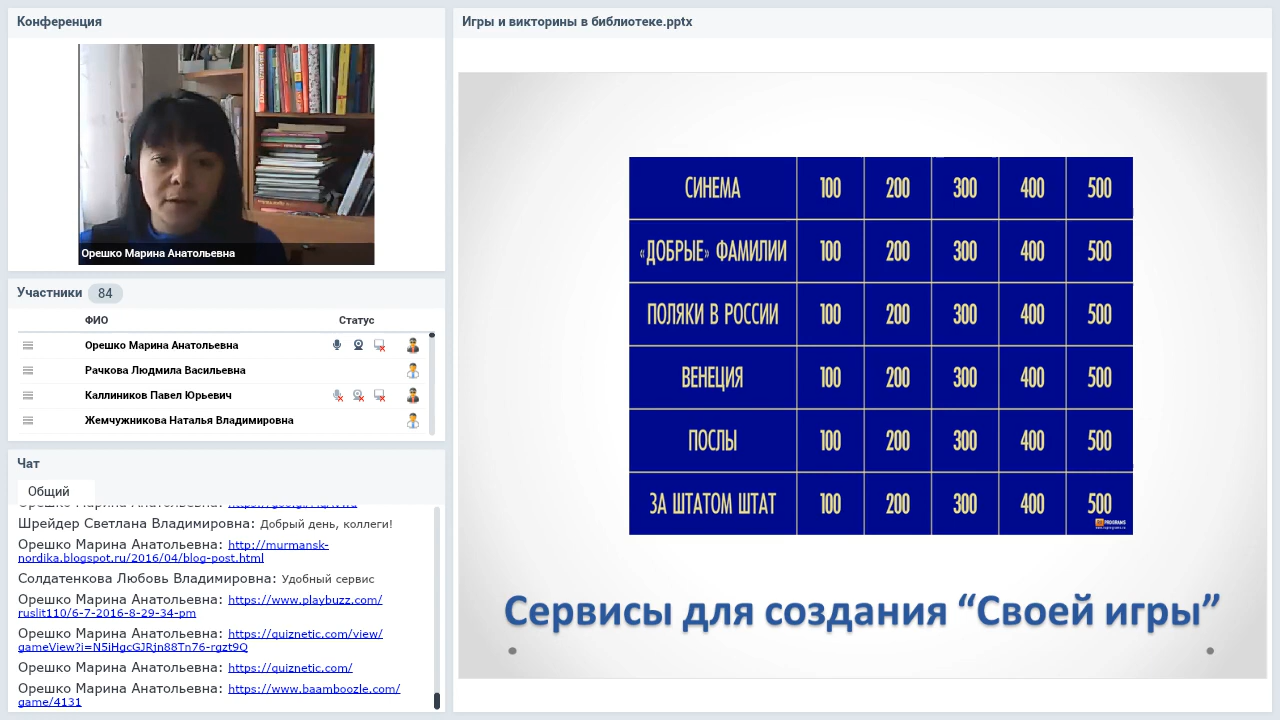 Конференция
Орешко Марина Анатольевна
Участники 84
ФИО Статус
Орешко Марина Анатольевна
Рачкова Людмила Васильевна
Каллиников Павел Юрьевич
Жемчужникова Наталья Владимировна
Чат
Общий
Орешко Марина Анатольевна:
Шрейдер Светлана Владимировна: Добрый день, коллеги!
Орешко Марина Анатольевна: http://murmansk-
nordika.blogspot.ru/2016/04/blog-post.html
Солдатенкова Любовь Владимировна: Удобный сервис
Орешко Марина Анатольевна: https://www.playbuzz.com/
ruslit110/6-7-2016-8-29-34-pm
Орешко Марина Анатольевна: https://quiznetic.com/view/
gameView?i=N5iHgcGJRjn88Tn76-rgzt9Q
Орешко Марина Анатольевна: https://quiznetic.com/
Орешко Марина Анатольевна: https://www.baamboozle.com/
game/4131
Игры и викторины в библиотеке.pptx
СИНЕМА 100 200 300 400 500
«ДОБРЫЕ» ФАМИЛИИ 100 200 300 400 500
ПОЛЯКИ В РОССИИ 100 200 300 400 500
ВЕНЕЦИЯ 100 200 300 400 500
ПОСЛЫ 100 200 300 400 500
ЗА ШТАТОМ ШТАТ 100 200 300 400 500
Сервисы для создания “Своей игры”